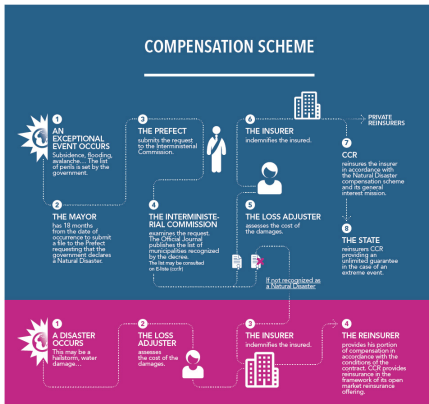 COMPENSATION SCHEME
1
AN
EXCEPTIONAL
EVENT OCCURS
Subsidence, flooding,
avalanche... The list
of perils is set by the
government.
2
THE MAYOR
has 18 months
from the date of
occurrence to submit
a file to the Prefect
requesting that the
government declares
a Natural Disaster.
3
THE PREFECT
submits the request
to the Interministerial
Commission.
4
THE INTERMINISTE-
RIAL COMMISSION
examines the request.
The Official Journal
publishes the list of
municipalities recognized
by the decree.
The list may be consulted
on E-liste (ccr.fr)
5
THE LOSS ADJUSTER
assesses the cost of
the damages.
6
THE INSURER
indemnifies the insured.
PRIVATE
REINSURERS
7
CCR
reinsures the insurer
in accordance with
the Natural Disaster
compensation scheme
and its general
interest mission.
8
THE STATE
reinsures CCR
providing an
unlimited guarantee
in the case of an
extreme event.
If not recognized as
a Natural Disaster
1
A DISASTER
OCCURS
This may be a
hailstorm, water
damage...
2
THE LOSS
ADJUSTER
assesses
the cost of the
damages.
3
THE INSURER
indemnifies the insured.
4
THE REINSURER
provides his portion
of compensation in
accordance with the
conditions of the
contract. CCR provides
reinsurance in the
framework of its open
market reinsurance
offering.